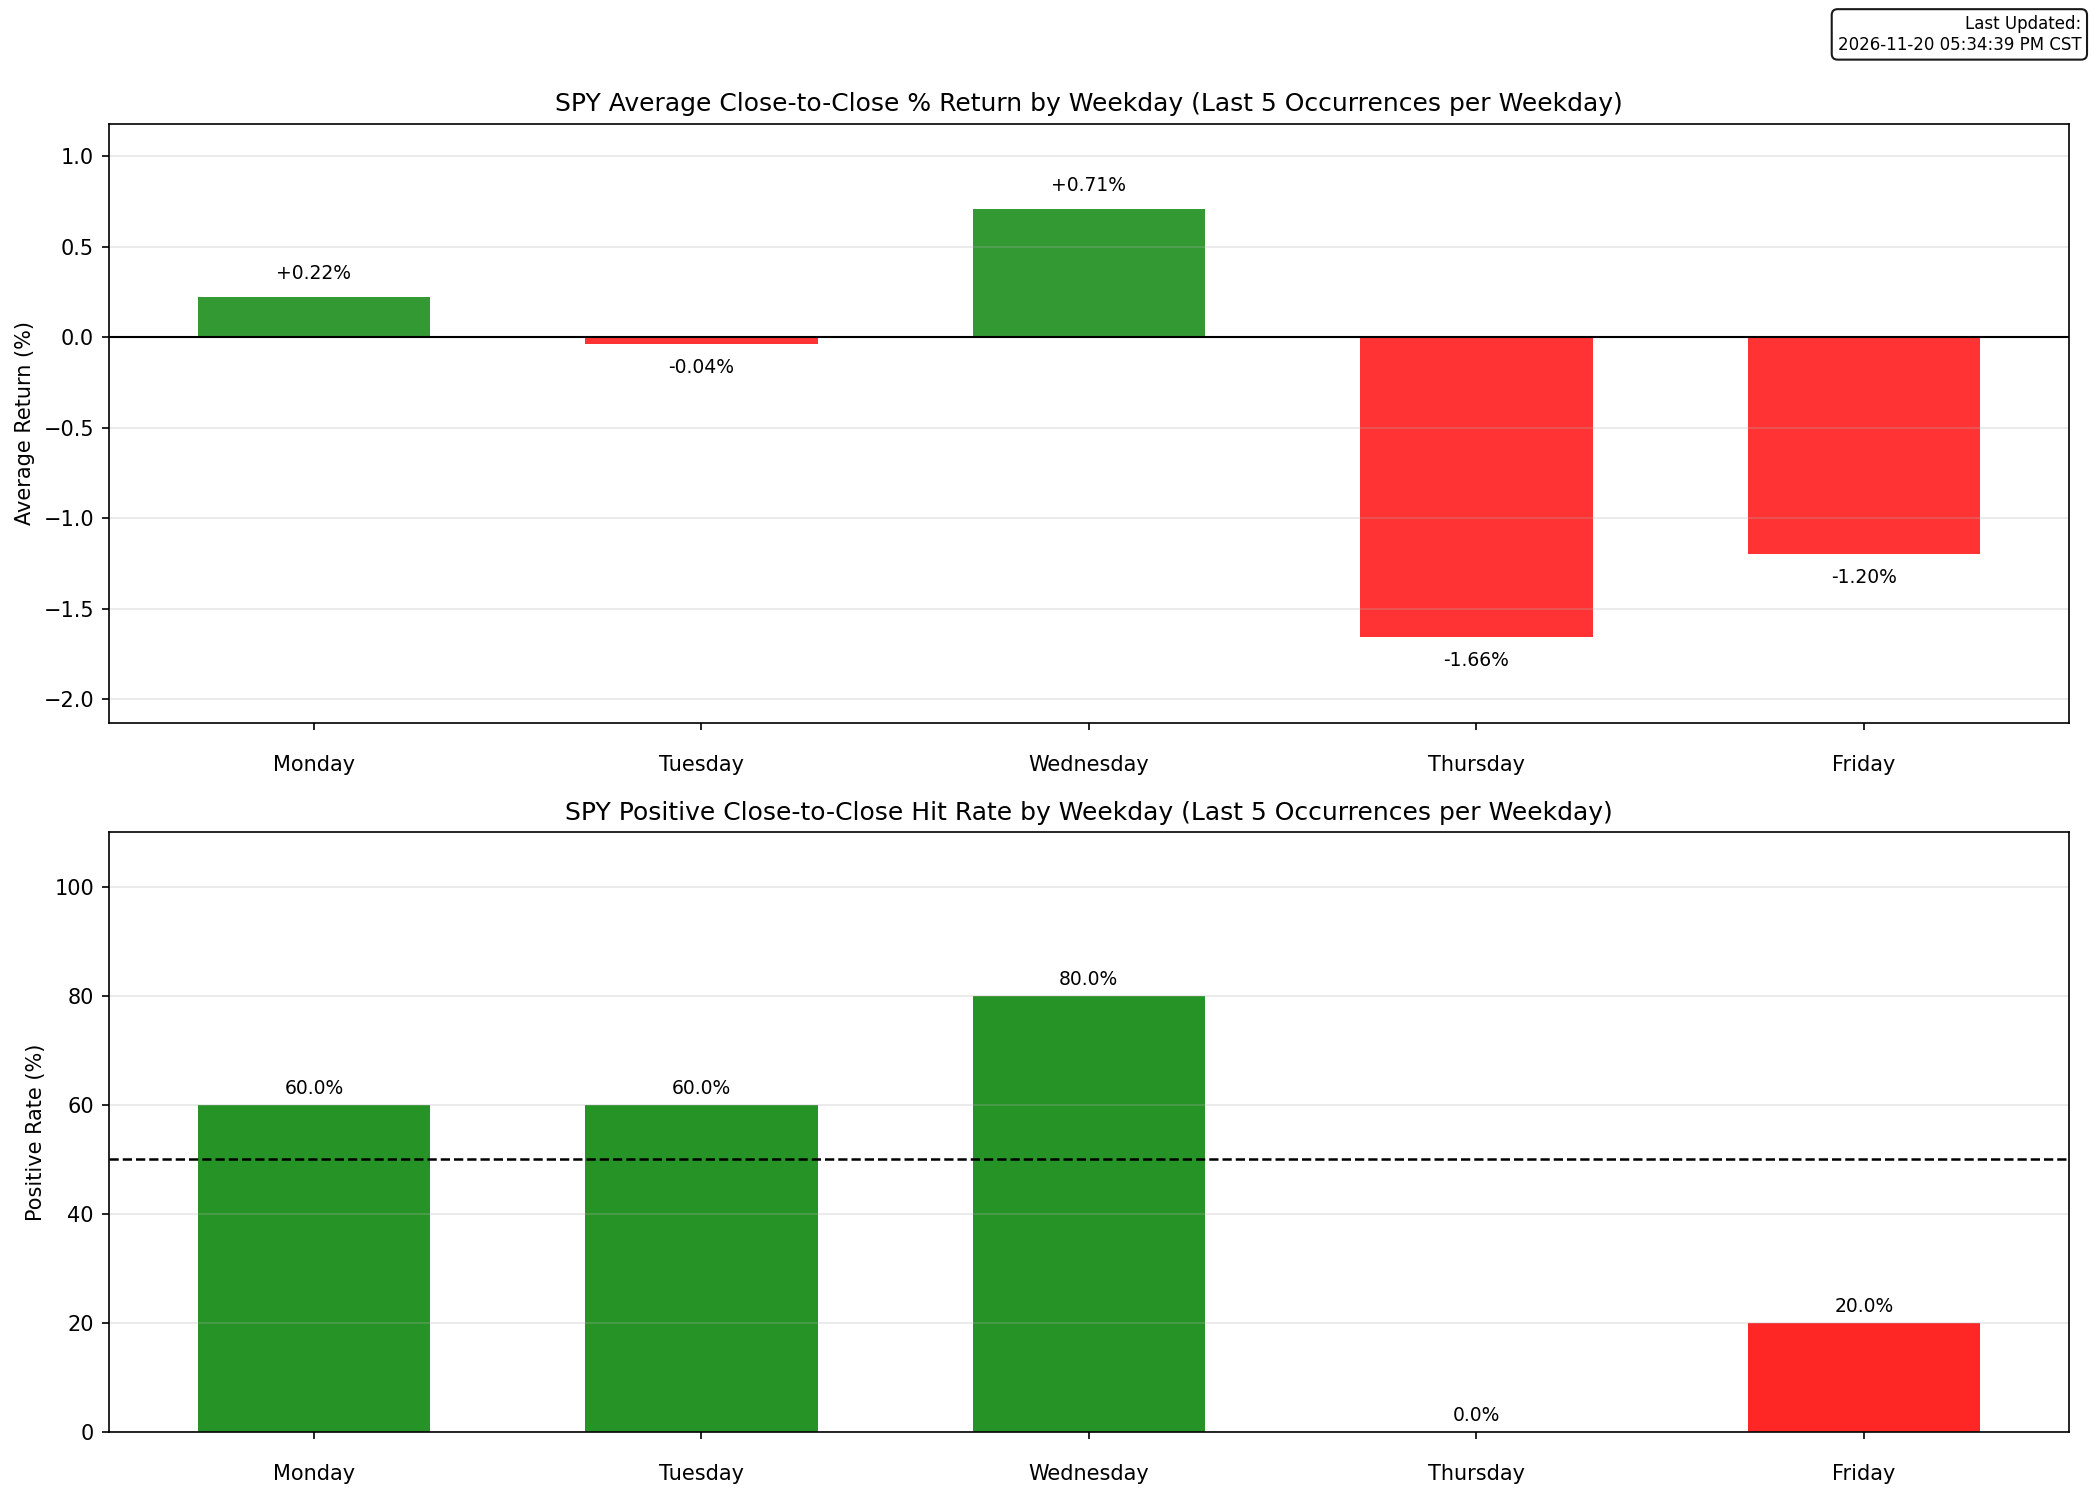 Last Updated:
2026-11-20 05:34:39 PM CST
SPY Average Close-to-Close % Return by Weekday (Last 5 Occurrences per Weekday)
Average Return (%)
1.0
0.5
0.0
−0.5
−1.0
−1.5
−2.0
+0.22%
-0.04%
+0.71%
-1.66%
-1.20%
Monday
Tuesday
Wednesday
Thursday
Friday
SPY Positive Close-to-Close Hit Rate by Weekday (Last 5 Occurrences per Weekday)
Positive Rate (%)
100
80
60
40
20
0
60.0%
60.0%
80.0%
0.0%
20.0%
Monday
Tuesday
Wednesday
Thursday
Friday